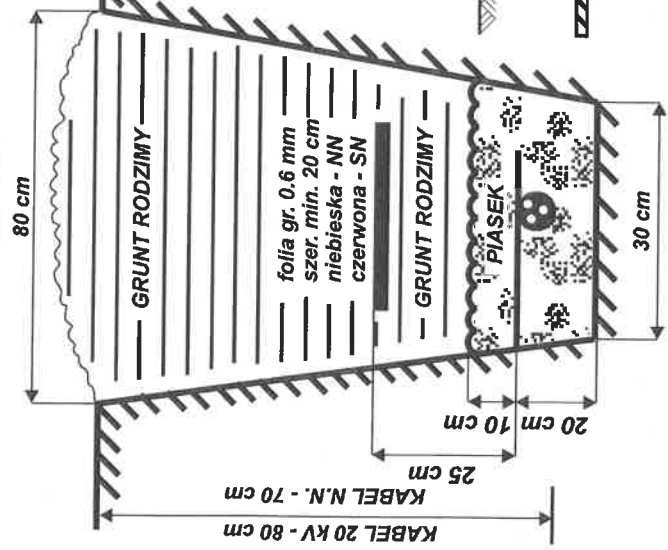 80 cm
GRUNT RODZIMY
folia gr. 0.6 mm
szer. min. 20 cm
niebieska - NN
czerwona - SN
GRUNT RODZIMY
PIASEK
30 cm
10 cm
20 cm
25 cm
KABEL N.N. - 70 cm
KABEL 20 kV - 80 cm